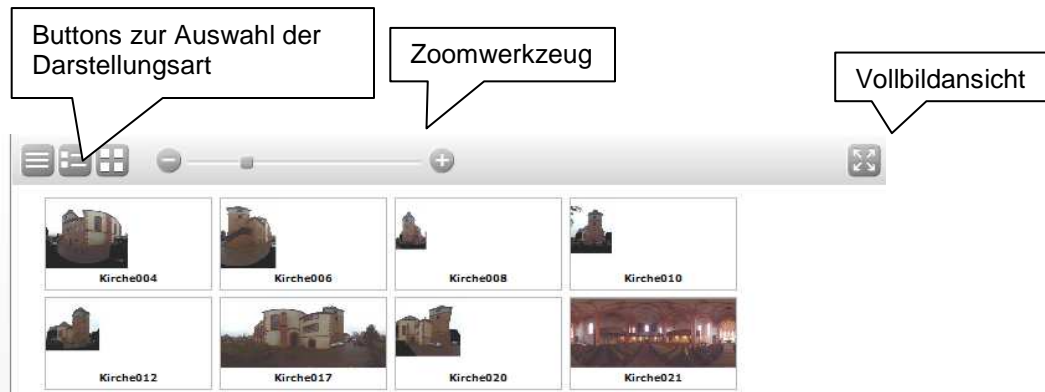 Buttons zur Auswahl der
Darstellungsart
Zoomwerkzeug
Vollbildansicht
Kirche004
Kirche006
Kirche008
Kirche010
Kirche012
Kirche017
Kirche020
Kirche021